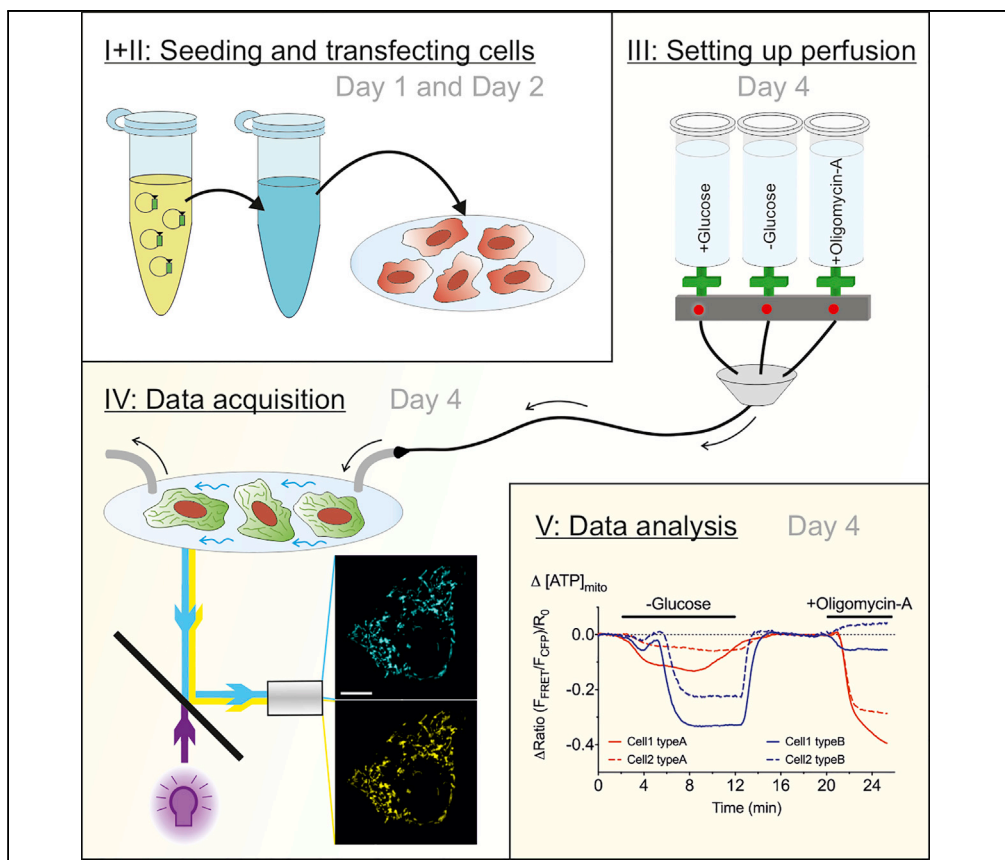 I+II: Seeding and transfecting cells
Day 1 and Day 2
III: Setting up perfusion
Day 4
+Glucose
-Glucose
+Oligomycin-A
IV: Data acquisition Day 4
V: Data analysis Day 4
Δ [ATP]mito
-Glucose +Oligomycin-A
ΔRatio (FFRET/FCFP)/R0
0.0
-0.2
-0.4
Cell1 typeA Cell1 typeB
Cell2 typeA Cell2 typeB
0 4 8 12 16 20 24
Time (min)